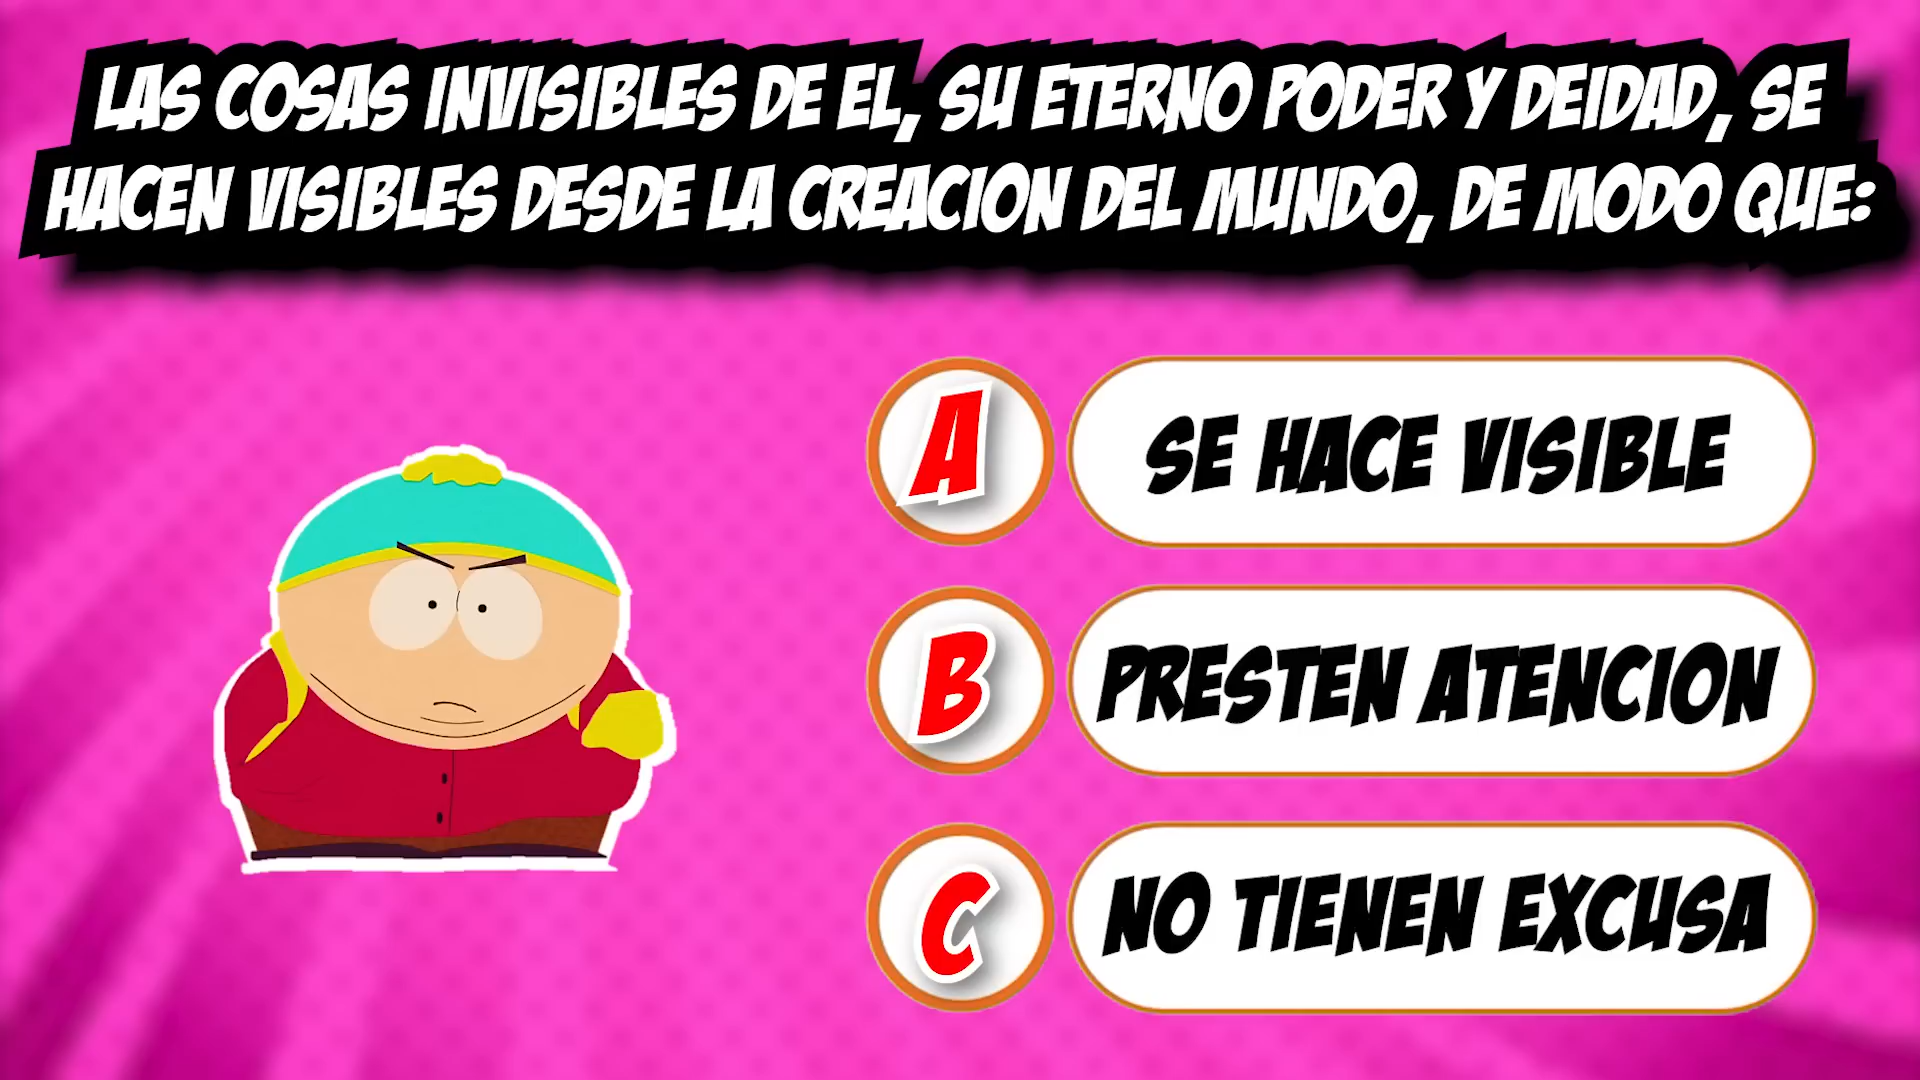 LAS COSAS INVISIBLES DE EL, SU ETERNO PODER Y DEIDAD, SE
HACEN VISIBLES DESDE LA CREACION DEL MUNDO, DE MODO QUE:
A SE HACE VISIBLE
B PRESTEN ATENCION
C NO TIENEN EXCUSA